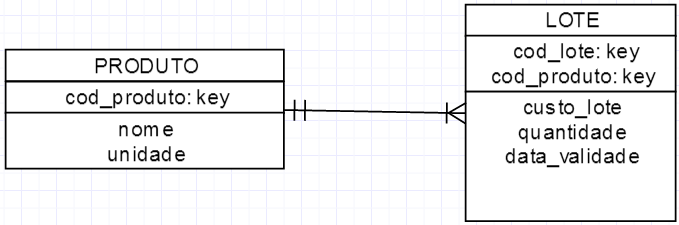 PRODUTO
cod_produto: key
nome
unidade
LOTE
cod_lote: key
cod_produto: key
custo_lote
quantidade
data_validade